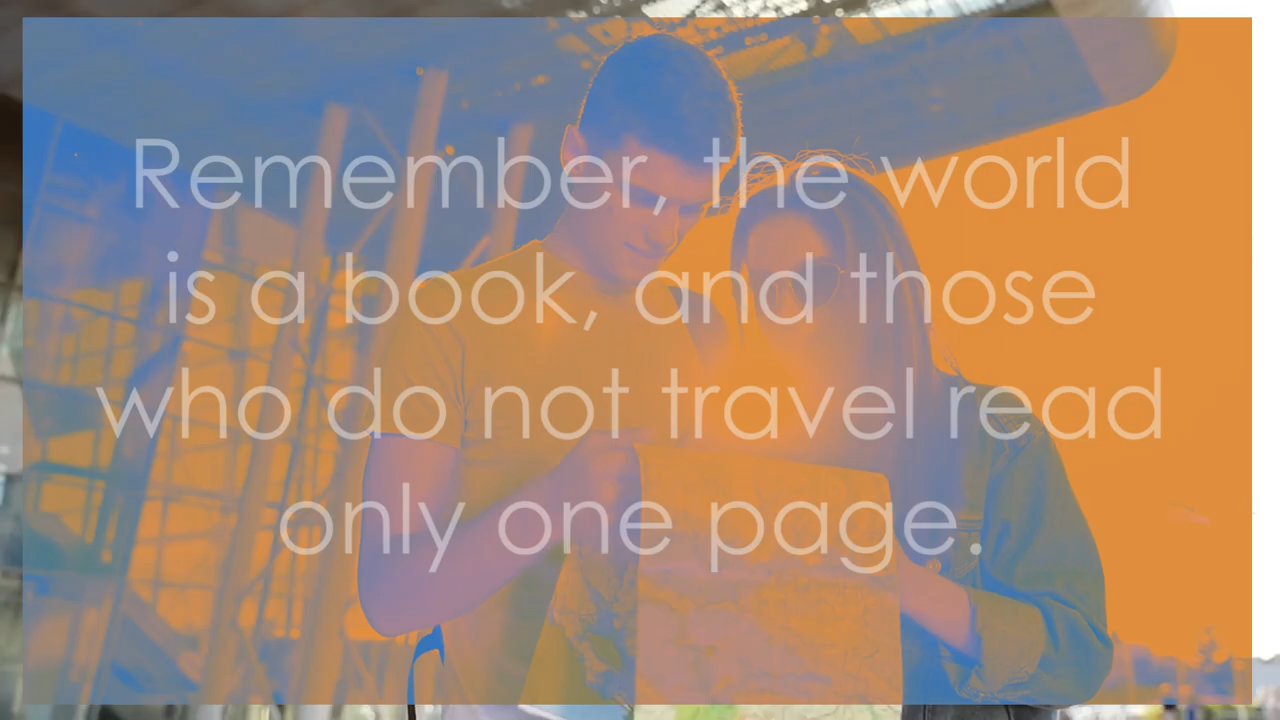 Remember, the world
is a book, and those
who do not travel read
only one page.